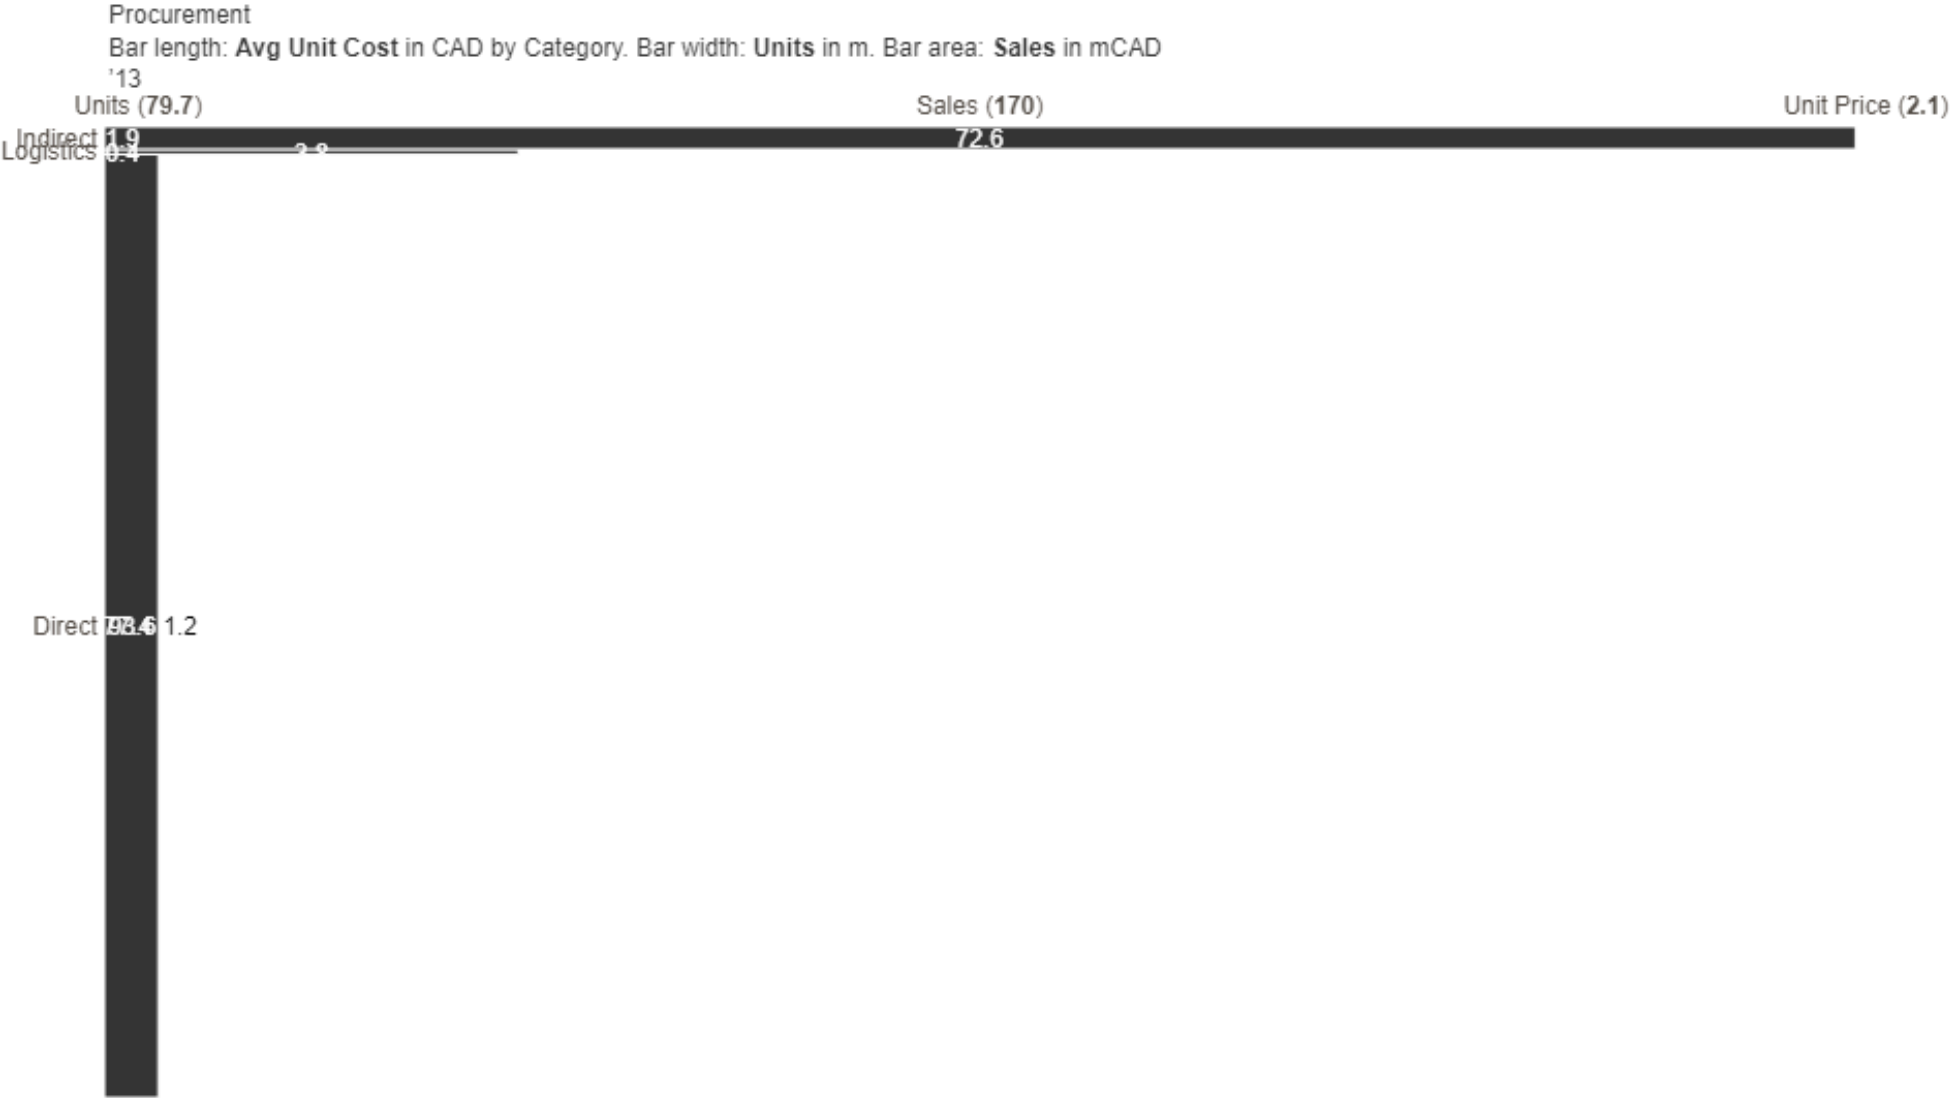 Procurement
Bar length: Avg Unit Cost in CAD by Category. Bar width: Units in m. Bar area: Sales in mCAD
'13
Units (79.7) Sales (170) Unit Price (2.1)
Indirect 1.9 72.6
Logistics 0.4
Direct 1.2